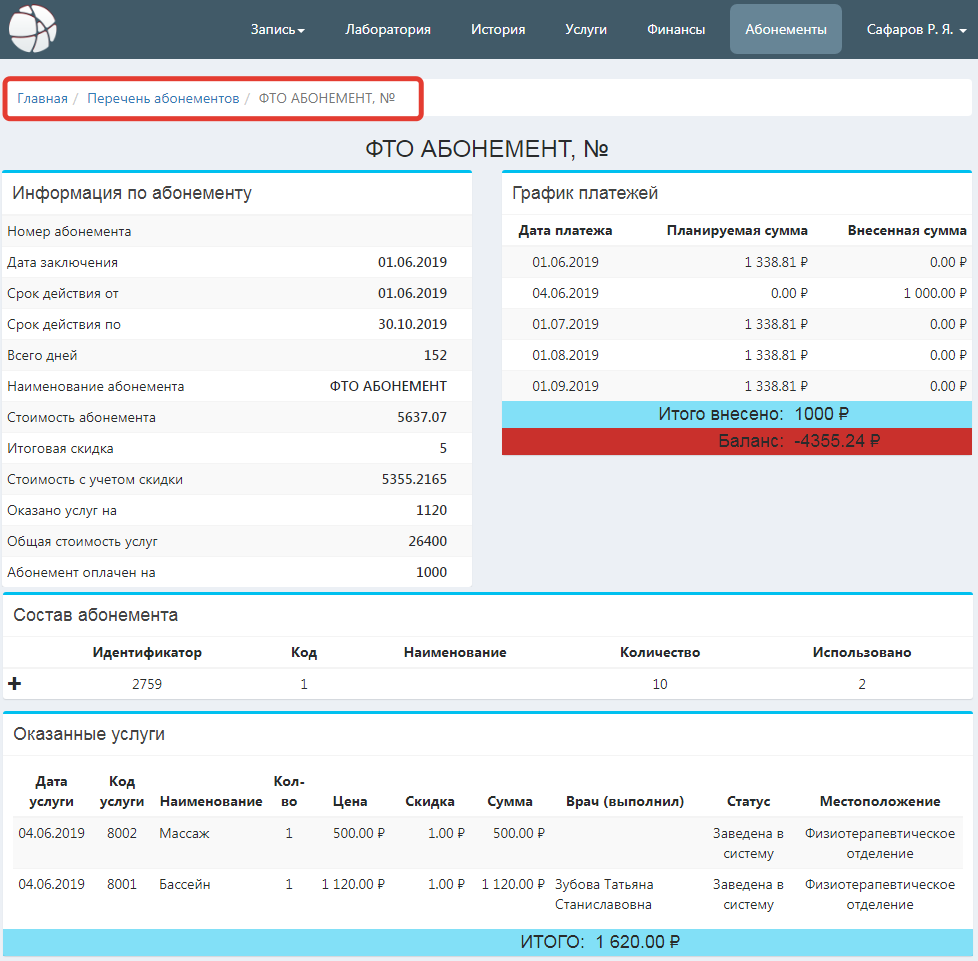 Запись Лаборатория История Услуги Финансы Абонементы Сафаров Р. Я.
Главная / Перечень абонементов / ФТО АБОНЕМЕНТ, №
ФТО АБОНЕМЕНТ, №
Информация по абонементу
Номер абонемента
Дата заключения 01.06.2019
Срок действия от 01.06.2019
Срок действия по 30.10.2019
Всего дней 152
Наименование абонемента ФТО АБОНЕМЕНТ
Стоимость абонемента 5637.07
Итоговая скидка 5
Стоимость с учетом скидки 5355.2165
Оказано услуг на 1120
Общая стоимость услуг 26400
Абонемент оплачен на 1000
График платежей
Дата платежа Планируемая сумма Внесенная сумма
01.06.2019 1 338.81 ₽ 0.00 ₽
04.06.2019 0.00 ₽ 1 000.00 ₽
01.07.2019 1 338.81 ₽ 0.00 ₽
01.08.2019 1 338.81 ₽ 0.00 ₽
01.09.2019 1 338.81 ₽ 0.00 ₽
Итого внесено: 1000 ₽
Баланс: -4355.24 ₽
Состав абонемента
Идентификатор Код Наименование Количество Использовано
2759 1 10 2
Оказанные услуги
Дата Код Кол-
услуги услуги Наименование во Цена Скидка Сумма Врач (выполнил) Статус Местоположение
04.06.2019 8002 Массаж 1 500.00 ₽ 1.00 ₽ 500.00 ₽ Заведена в Физиотерапевтическое
систему отделение
04.06.2019 8001 Бассейн 1 1 120.00 ₽ 1.00 ₽ 1 120.00 ₽ Зубова Татьяна Заведена в Физиотерапевтическое
Станиславовна систему отделение
ИТОГО: 1 620.00 ₽